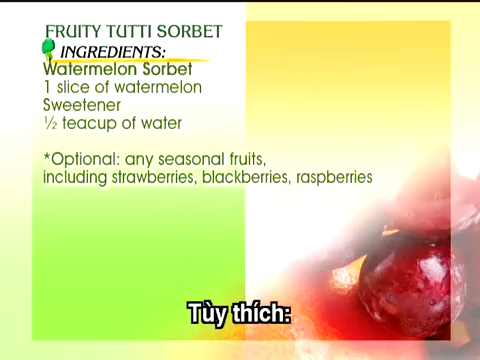 FRUITY TUTTI SORBET
INGREDIENTS:
Watermelon Sorbet
1 slice of watermelon
Sweetener
½ teacup of water
*Optional: any seasonal fruits,
including strawberries, blackberries, raspberries
Tùy thích: